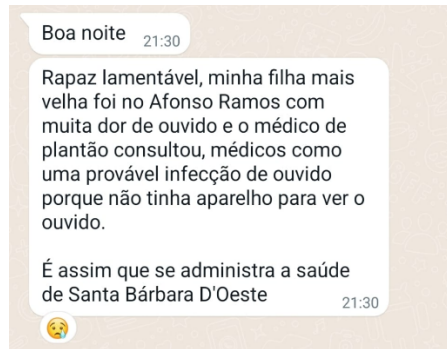 Boa noite 21:30
Rapaz lamentável, minha filha mais
velha foi no Afonso Ramos com
muita dor de ouvido e o médico de
plantão consultou, médicos como
uma provável infecção de ouvido
porque não tinha aparelho para ver o
ouvido.
É assim que se administra a saúde
de Santa Bárbara D'Oeste 21:30